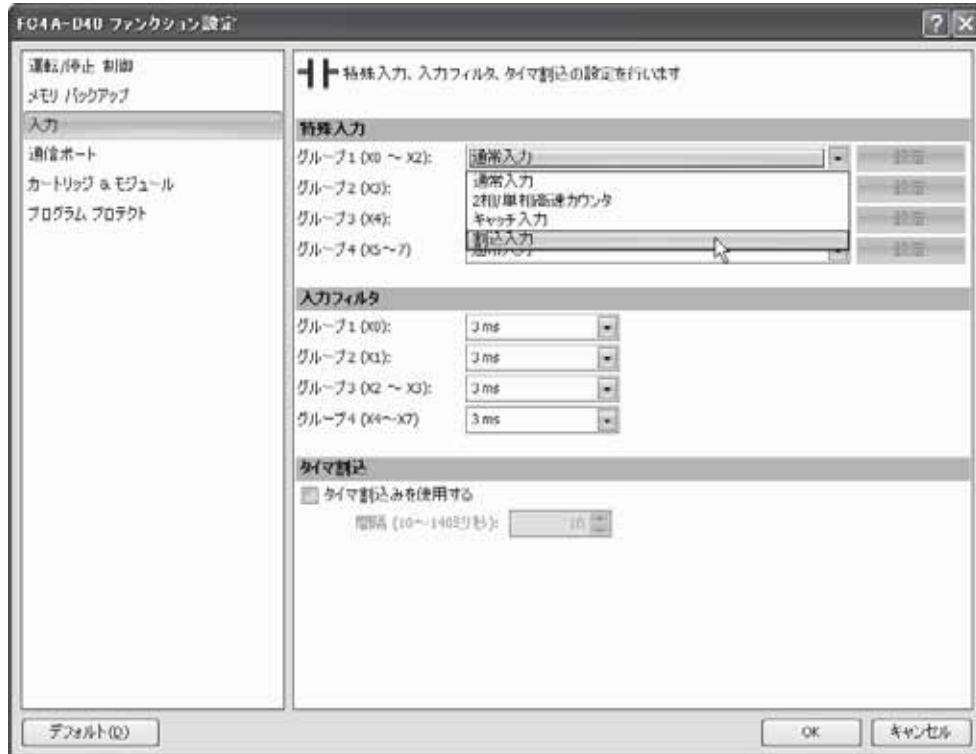 FC4A-D40 ファンクション設定
運転/停止 制御
メモリ バックアップ
入力
通信ポート
カートリッジ & モジュール
プログラム プロテクト
特殊入力、入力フィルタ、タイマ割込の設定を行います
特殊入力
グループ1 (X0 ～ X2):
通常入力
設定
通常入力
グループ2 (X3):
設定
2相/単相高速カウンタ
グループ3 (X4):
キャッチ入力
設定
割込入力
グループ4 (X5～7)
通常入力
設定
入力フィルタ
グループ1 (X0):
3 ms
グループ2 (X1):
3 ms
グループ3 (X2 ～ X3):
3 ms
グループ4 (X4～X7)
3 ms
タイマ割込
タイマ割込みを使用する
間隔 (10～140ミリ秒):
10
デフォルト(D)
OK
キャンセル